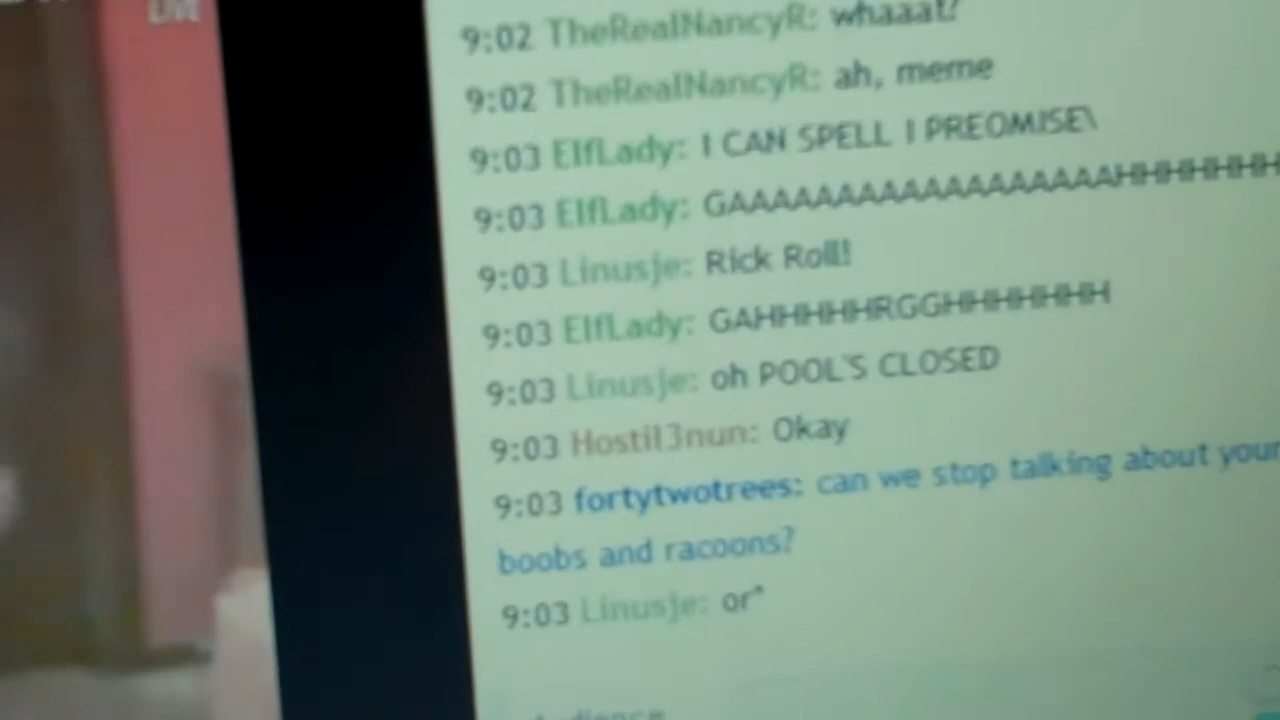 LIVE
9:02 TheRealNancyR: whaaat?
9:02 TheRealNancyR: ah, meme
9:03 ElfLady: I CAN SPELL I PREOMISE\
9:03 ElfLady: GAAAAAAAAAAAAAAAAAAHHHHHHH
9:03 Linusje: Rick Roll!
9:03 ElfLady: GAHHHHHRGGHHHHHHH
9:03 Linusje: oh POOL'S CLOSED
9:03 Hostil3nun: Okay
9:03 fortytwotrees: can we stop talking about your
boobs and racoons?
9:03 Linusje: or*